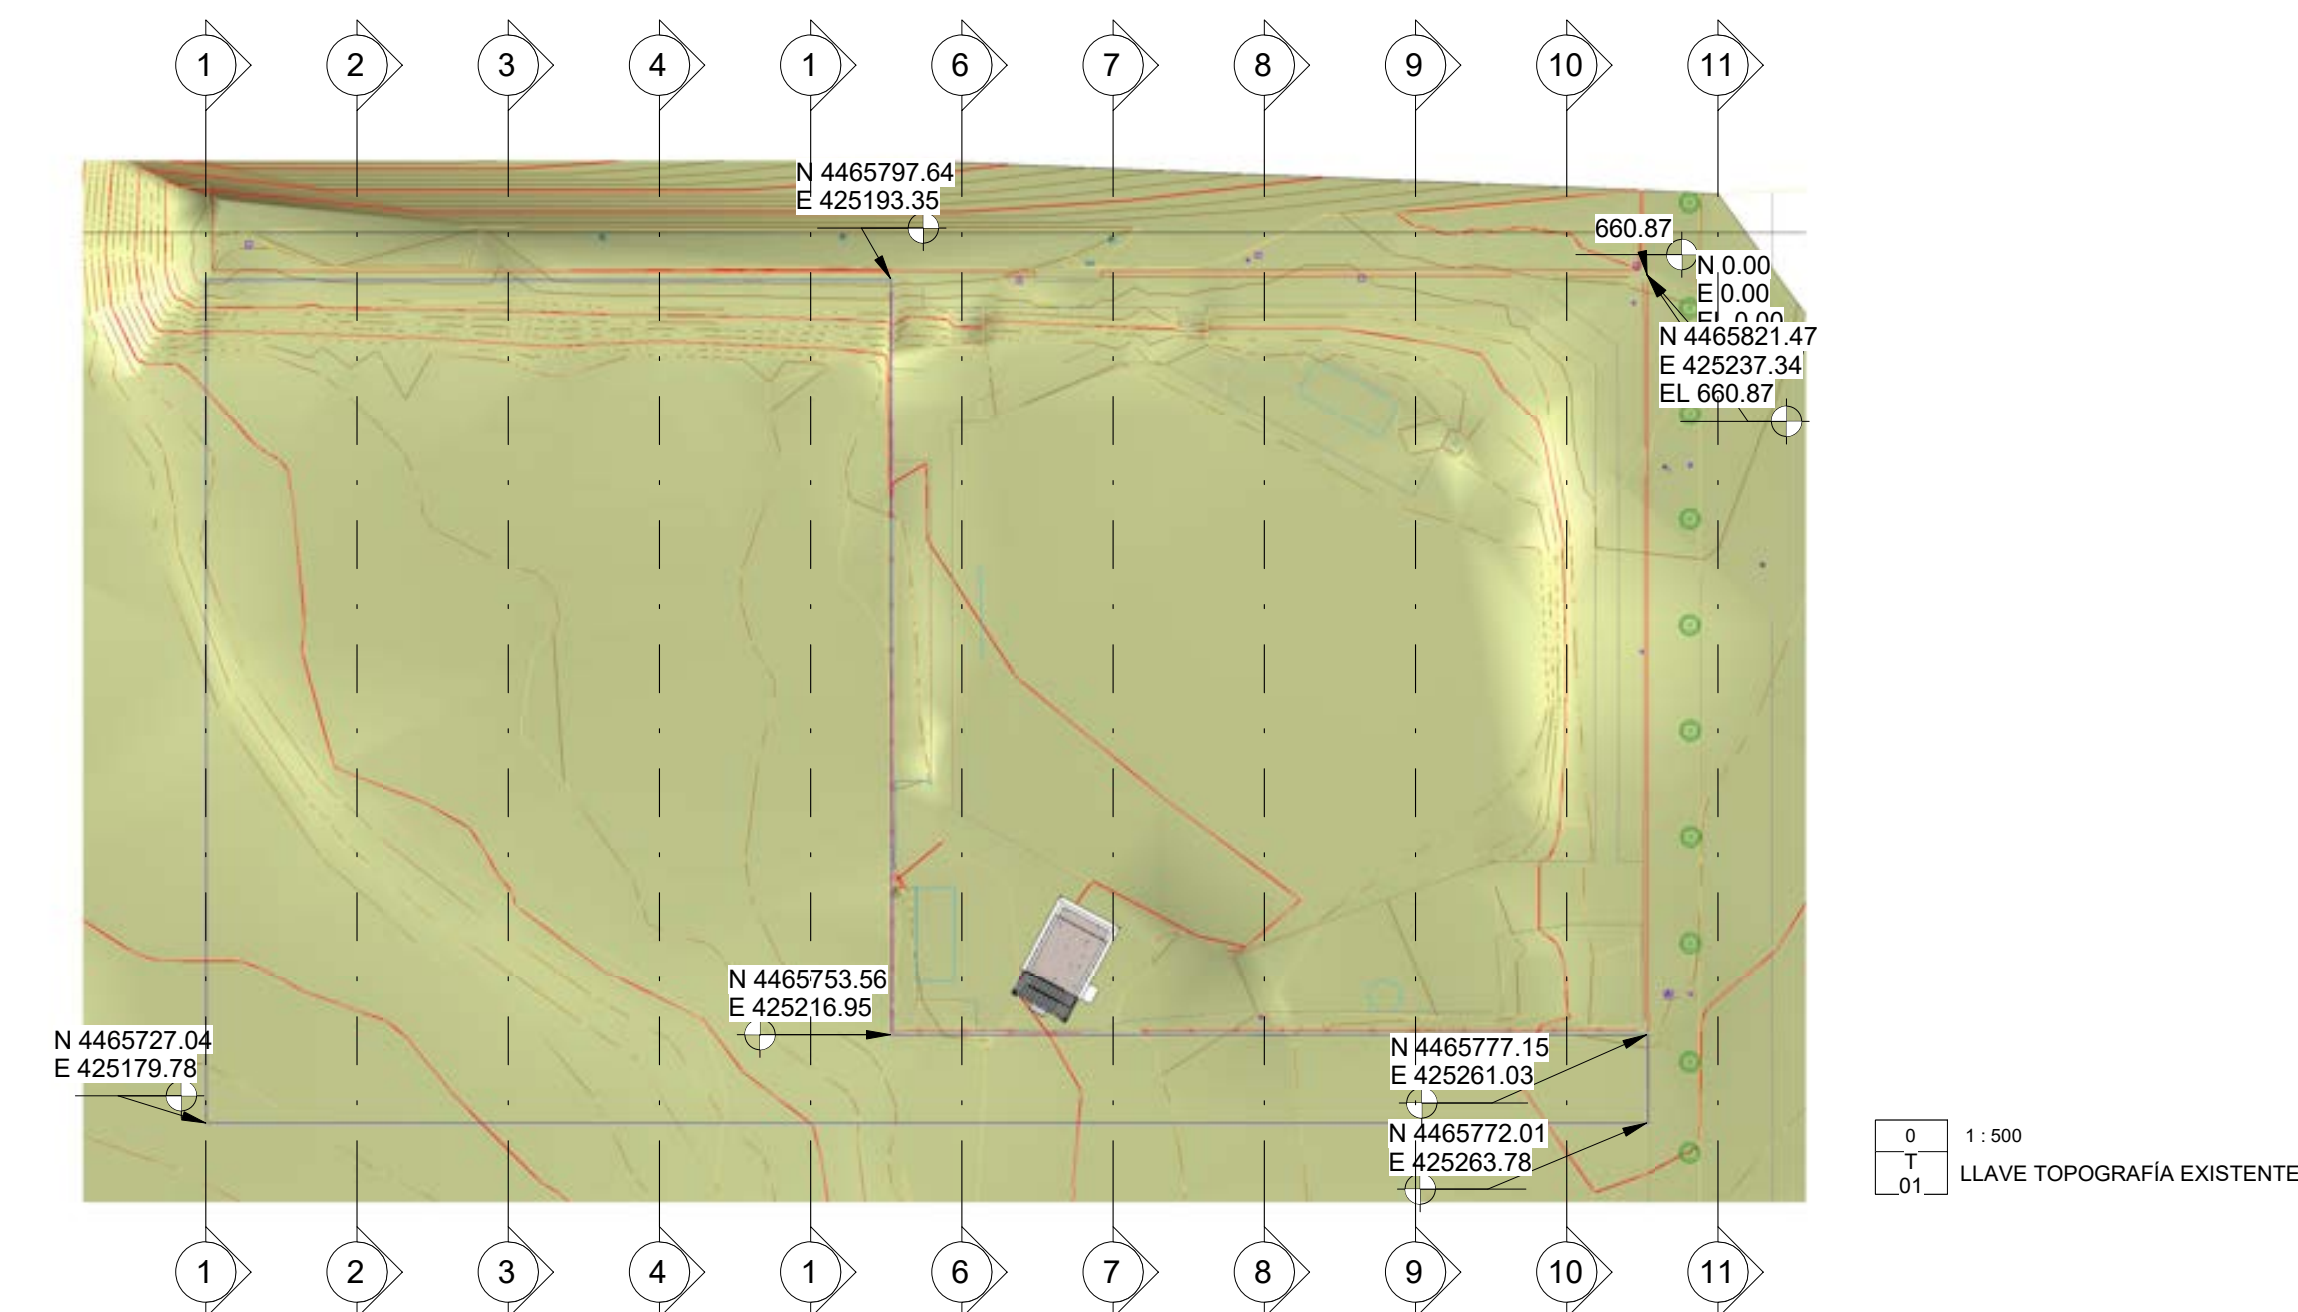 1 2 3 4 1 6 7 8 9 10 11
N 4465797.64
E 425193.35
660.87
N 0.00
E 0.00
EL 0.00
N 4465821.47
E 425237.34
EL 660.87
N 4465753.56
E 425216.95
N 4465727.04
E 425179.78
N 4465777.15
E 425261.03
N 4465772.01
E 425263.78
0
1 : 500
T
01
LLAVE TOPOGRAFÍA EXISTENTE
1 2 3 4 1 6 7 8 9 10 11